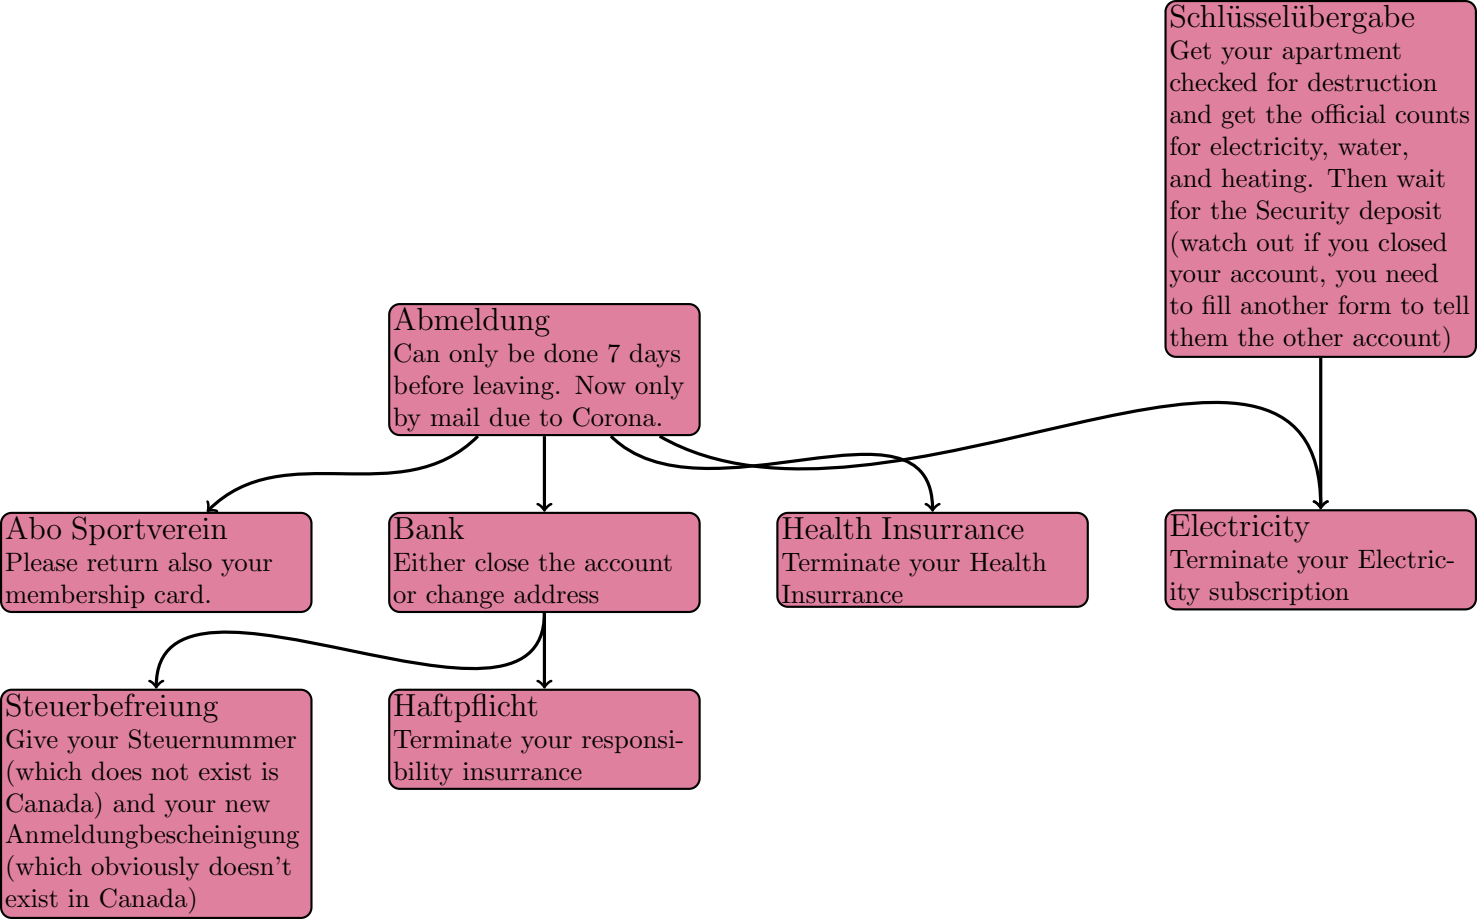 Schlüsselübergabe
Get your apartment
checked for destruction
and get the official counts
for electricity, water,
and heating. Then wait
for the Security deposit
(watch out if you closed
your account, you need
to fill another form to tell
them the other account)
Abmeldung
Can only be done 7 days
before leaving. Now only
by mail due to Corona.
Abo Sportverein
Please return also your
membership card.
Bank
Either close the account
or change address
Health Insurrance
Terminate your Health
Insurrance
Electricity
Terminate your Electric-
ity subscription
Steuerbefreiung
Give your Steuernummer
(which does not exist is
Canada) and your new
Anmeldungbescheinigung
(which obviously doesn't
exist in Canada)
Haftpflicht
Terminate your responsi-
bility insurrance